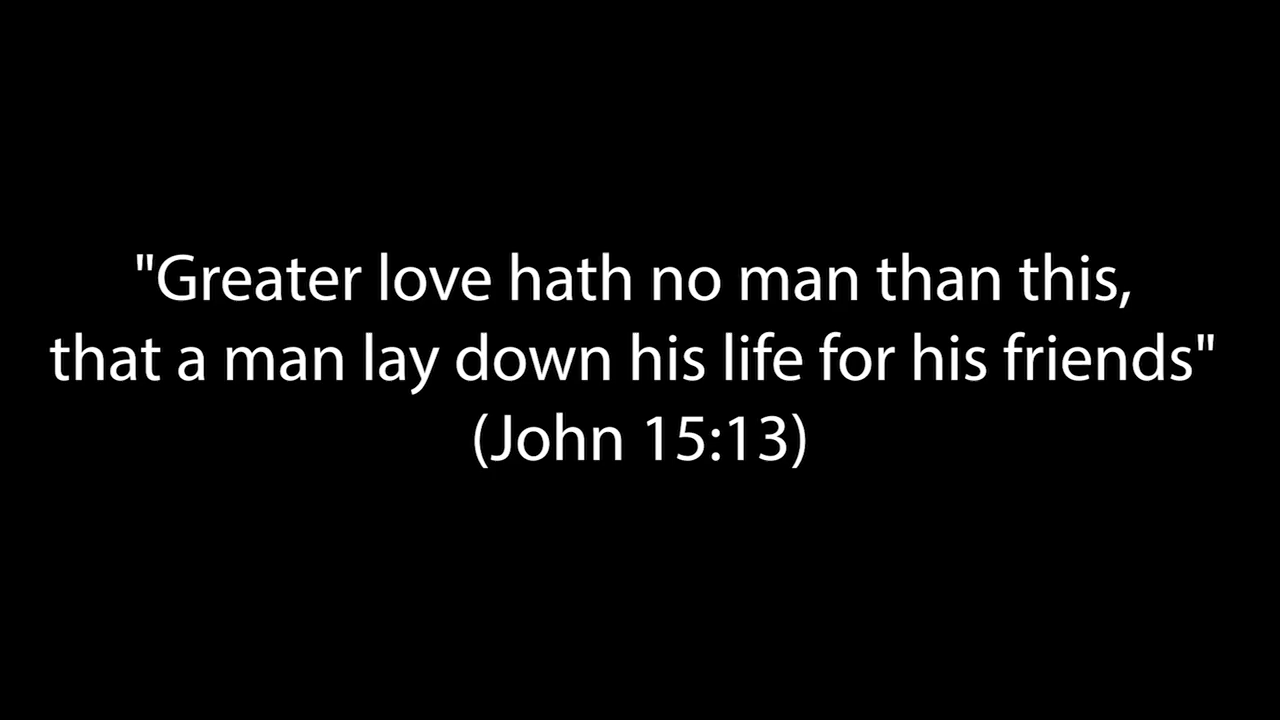 "Greater love hath no man than this,
that a man lay down his life for his friends"
(John 15:13)